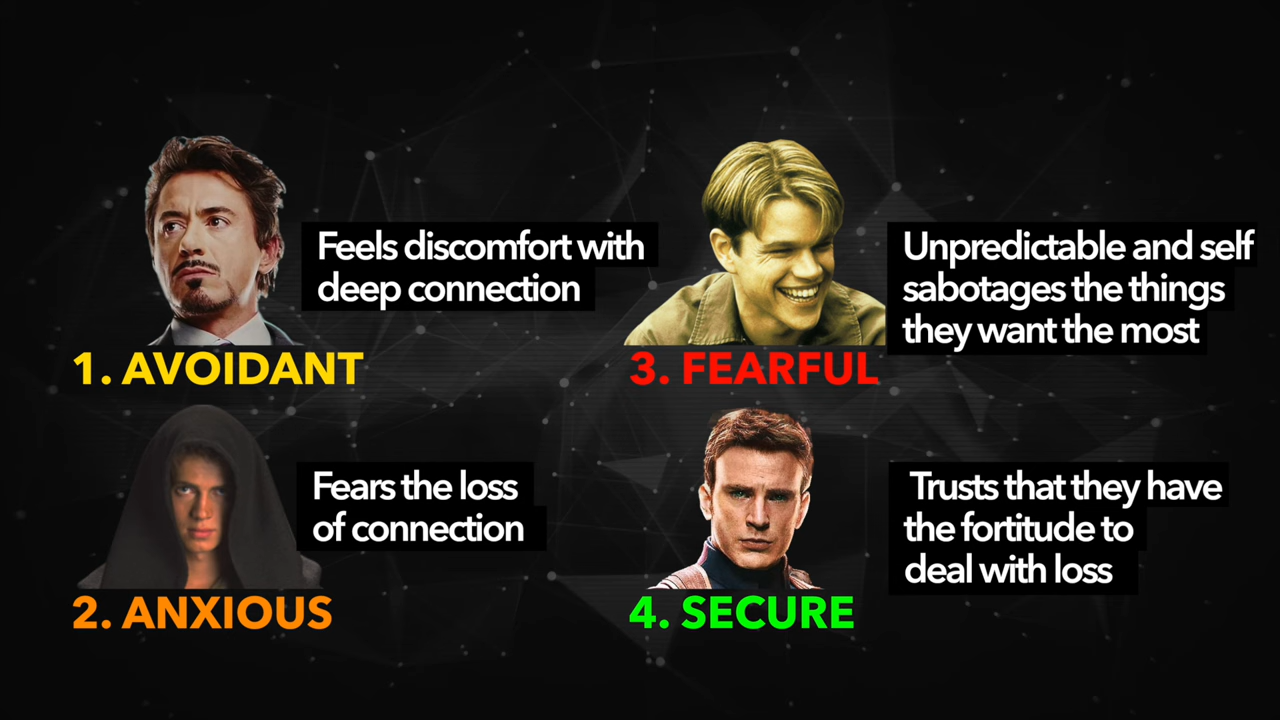 Feels discomfort with
deep connection
1. AVOIDANT
Fears the loss
of connection
2. ANXIOUS
Unpredictable and self
sabotages the things
they want the most
3. FEARFUL
Trusts that they have
the fortitude to
deal with loss
4. SECURE